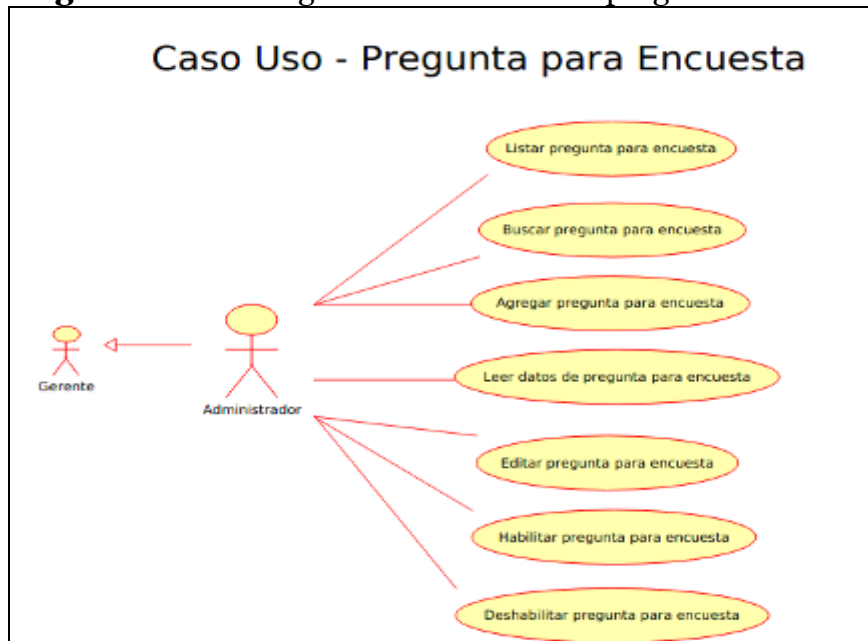 Caso Uso - Pregunta para Encuesta
Listar pregunta para encuesta
Buscar pregunta para encuesta
Agregar pregunta para encuesta
Leer datos de pregunta para encuesta
Gerente
Administrador
Editar pregunta para encuesta
Habilitar pregunta para encuesta
Deshabilitar pregunta para encuesta